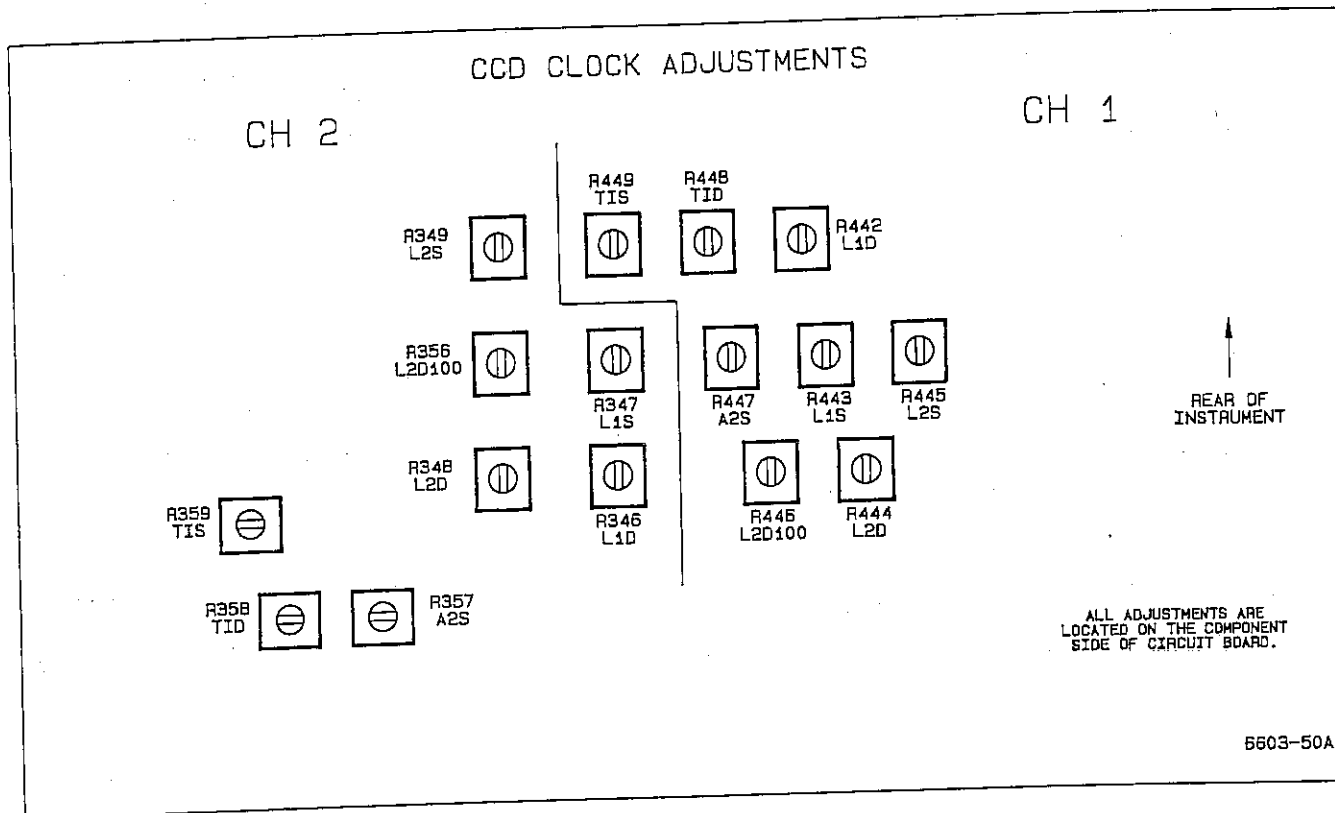 CCD CLOCK ADJUSTMENTS
CH 2
CH 1
R449
TIS
R448
TID
R349
L2S
R442
L1D
R356
L2D100
R347
L1S
R447
A2S
R443
L1S
R445
L2S
REAR OF
INSTRUMENT
R348
L2D
R346
L1D
R446
L2D100
R444
L2D
R359
TIS
R358
TID
R357
A2S
ALL ADJUSTMENTS ARE
LOCATED ON THE COMPONENT
SIDE OF CIRCUIT BOARD.
6603-50A